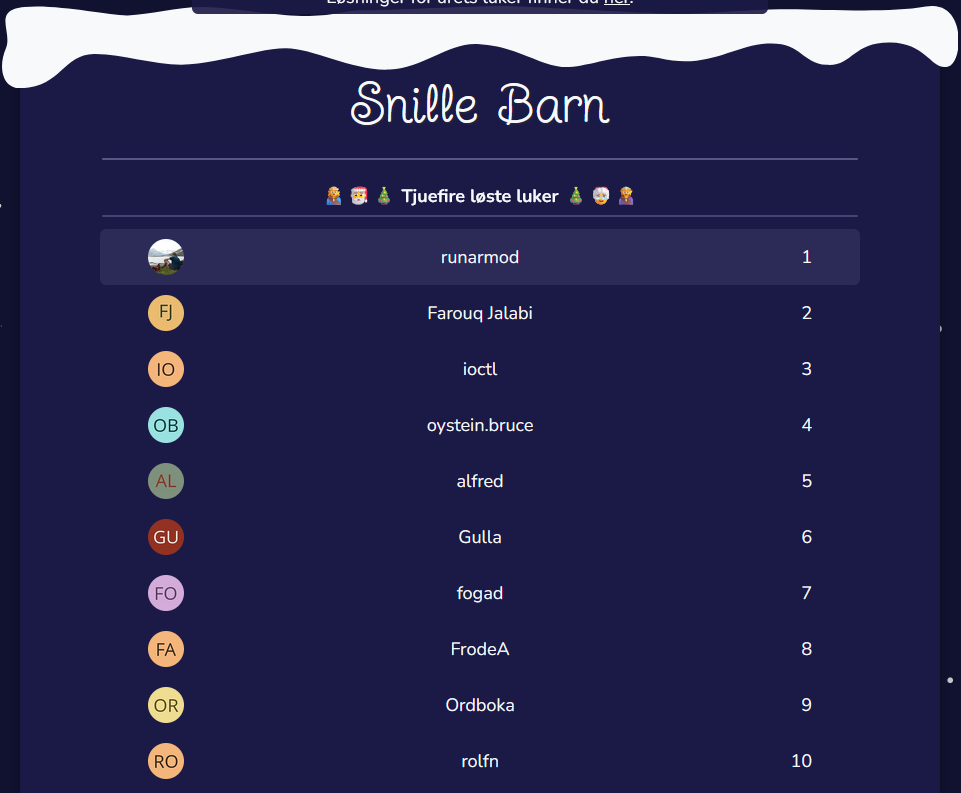 Løsninger for årets luker finner du her.
Snille Barn
Tjuefire løste luker
runarmod 1
FJ Farouq Jalabi 2
IO ioctl 3
OB oystein.bruce 4
AL alfred 5
GU Gulla 6
FO fogad 7
FA FrodeA 8
OR Ordboka 9
RO rolfn 10